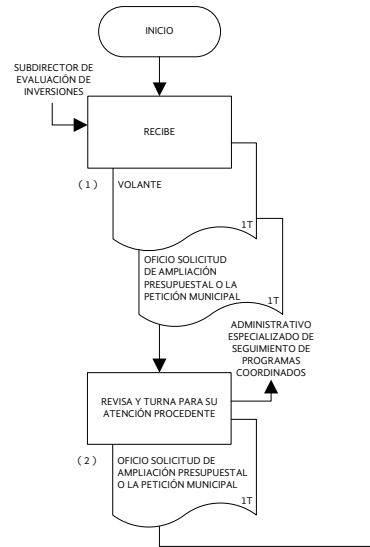 INICIO
SUBDIRECTOR DE
EVALUACIÓN DE
INVERSIONES
RECIBE
( 1 )
VOLANTE
1T
OFICIO SOLICITUD
DE AMPLIACIÓN
PRESUPUESTAL O LA
PETICIÓN MUNICIPAL
1T
ADMINISTRATIVO
ESPECIALIZADO DE
SEGUIMIENTO DE
PROGRAMAS
COORDINADOS
REVISA Y TURNA PARA SU
ATENCIÓN PROCEDENTE
( 2 )
OFICIO SOLICITUD DE
AMPLIACIÓN PRESUPUESTAL
O LA PETICIÓN MUNICIPAL
1T